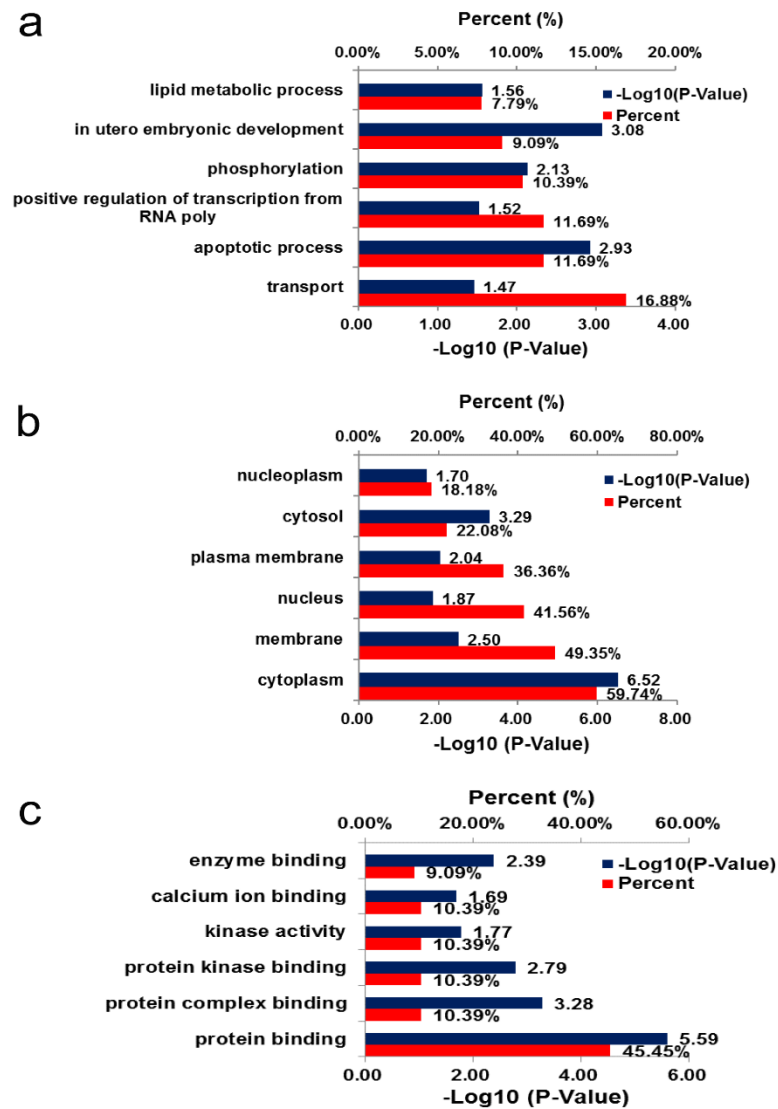 a
Percent (%)
0.00% 5.00% 10.00% 15.00% 20.00%
lipid metabolic process
1.56
7.79%
-Log10(P-Value)
Percent
in utero embryonic development
3.08
9.09%
phosphorylation
2.13
10.39%
positive regulation of transcription from
RNA poly
1.52
11.69%
apoptotic process
2.93
11.69%
transport
1.47
16.88%
0.00 1.00 2.00 3.00 4.00
-Log10 (P-Value)
b
Percent (%)
0.00% 20.00% 40.00% 60.00% 80.00%
nucleoplasm
1.70
18.18%
-Log10(P-Value)
Percent
cytosol
3.29
22.08%
plasma membrane
2.04
36.36%
nucleus
1.87
41.56%
membrane
2.50
49.35%
cytoplasm
6.52
59.74%
0.00 2.00 4.00 6.00 8.00
-Log10 (P-Value)
c
Percent (%)
0.00% 20.00% 40.00% 60.00%
enzyme binding
2.39
9.09%
-Log10(P-Value)
Percent
calcium ion binding
1.69
10.39%
kinase activity
1.77
10.39%
protein kinase binding
2.79
10.39%
protein complex binding
3.28
10.39%
protein binding
5.59
45.45%
0.00 2.00 4.00 6.00
-Log10 (P-Value)